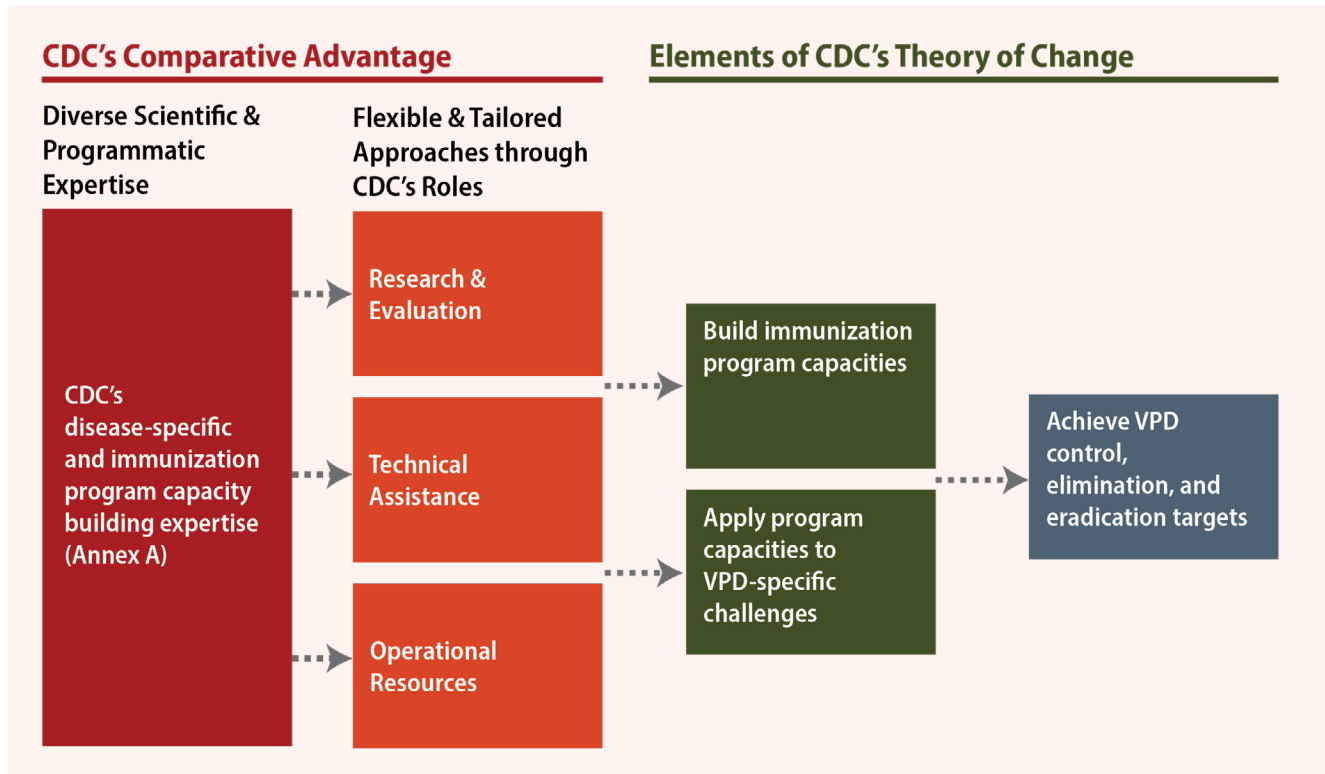 CDC's Comparative Advantage
Elements of CDC's Theory of Change
Diverse Scientific &
Programmatic
Expertise
Flexible & Tailored
Approaches through
CDC's Roles
CDC's
disease-specific
and immunization
program capacity
building expertise
(Annex A)
Research &
Evaluation
Technical
Assistance
Operational
Resources
Build immunization
program capacities
Apply program
capacities to
VPD-specific
challenges
Achieve VPD
control,
elimination, and
eradication targets